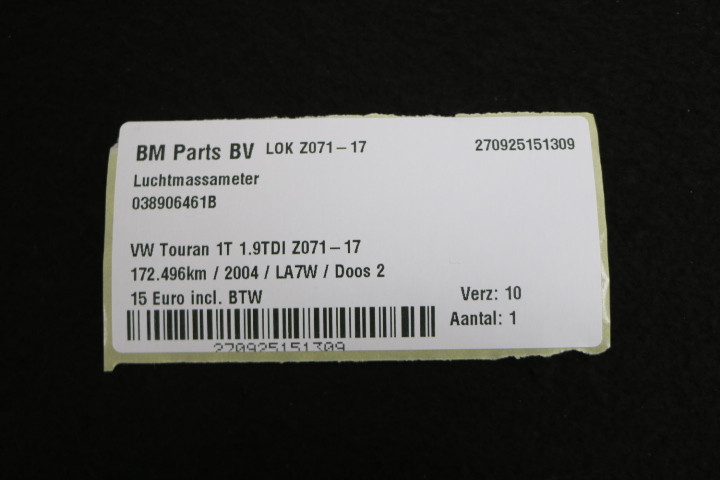 BM Parts BV LOK Z071-17 270925151309
Luchtmassameter
038906461B
VW Touran 1T 1.9TDI Z071-17
172.496km / 2004 / LA7W / Doos 2
15 Euro incl. BTW Verz: 10
Aantal: 1
270925151309